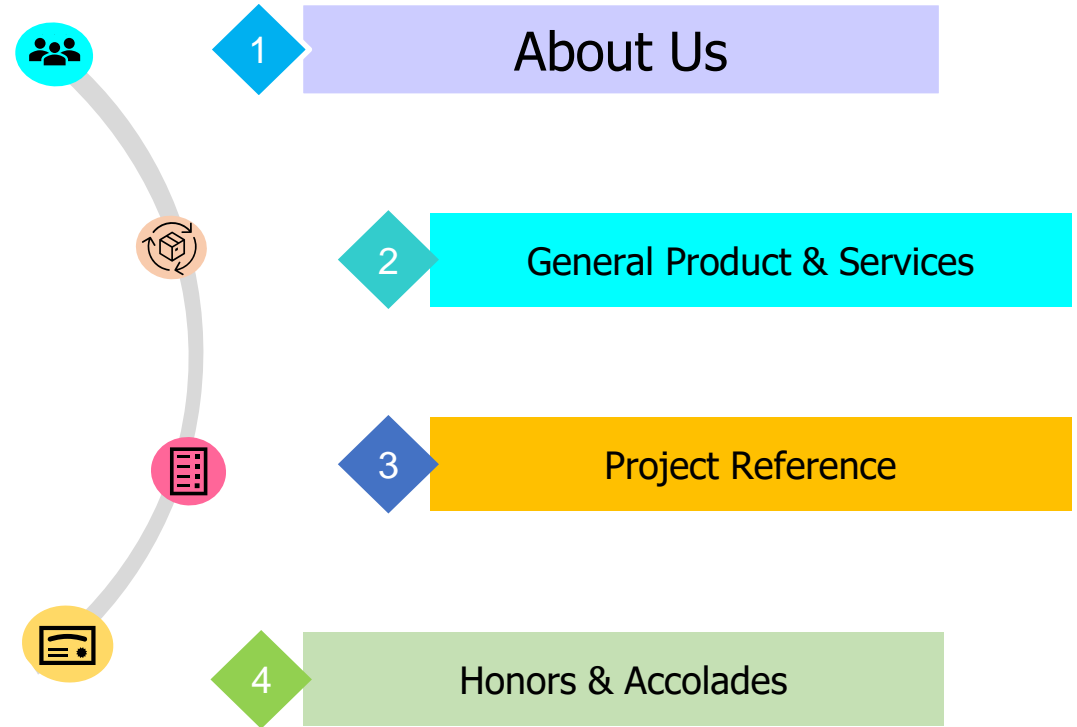 1
About Us
2
General Product & Services
3
Project Reference
4
Honors & Accolades